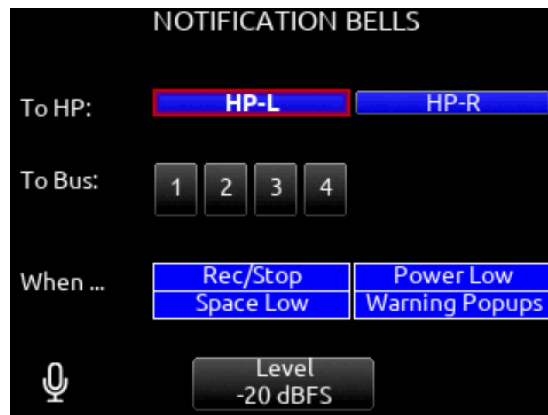 NOTIFICATION BELLS
To HP: HP-L HP-R
To Bus: 1 2 3 4
When ... Rec/Stop Power Low
Space Low Warning Popups
Level
-20 dBFS